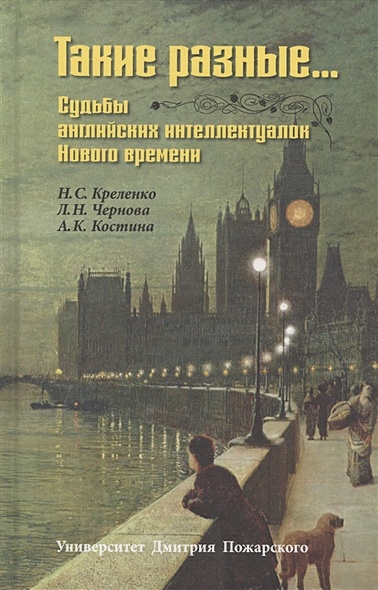 Такие разные...
Судьбы
английских интеллектуалок
Нового времени
Н. С. Креленко
Л. Н. Чернова
А. К. Костина
Университет Дмитрия Пожарского